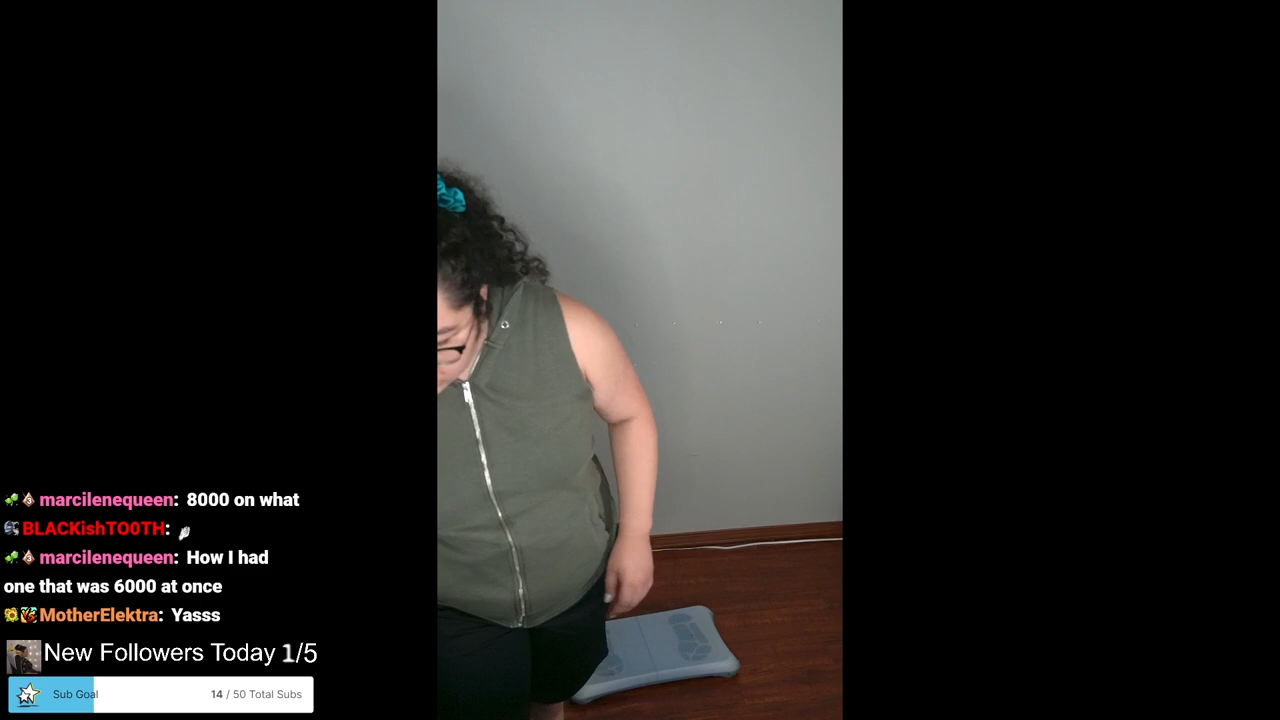 marcilenequeen: 8000 on what
BLACKishTO0TH:
marcilenequeen: How I had
one that was 6000 at once
MotherElektra: Yasss
New Followers Today 1/5
Sub Goal 14 / 50 Total Subs